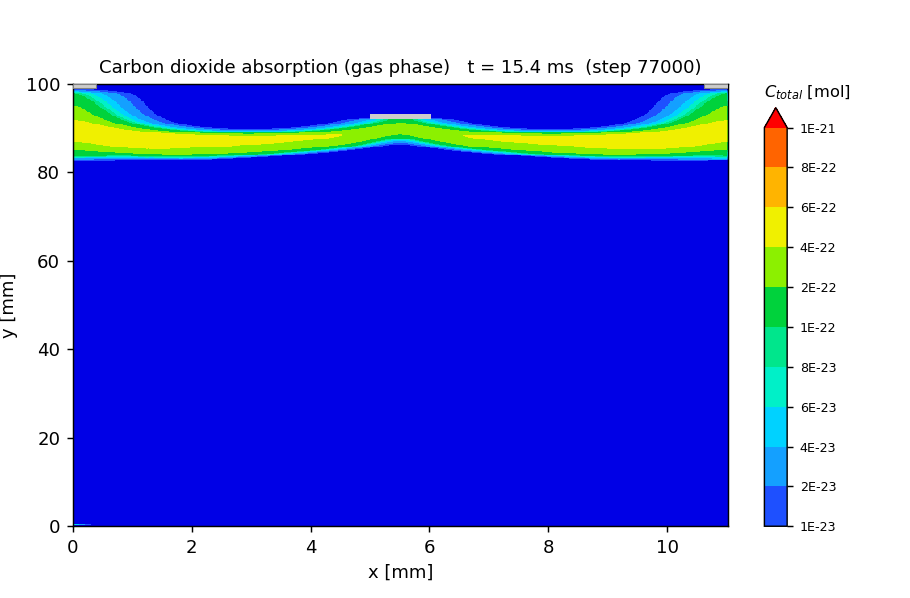 Carbon dioxide absorption (gas phase)   t = 15.4 ms  (step 77000)
C_total [mol]
1E-21
8E-22
6E-22
4E-22
2E-22
1E-22
8E-23
6E-23
4E-23
2E-23
1E-23
y [mm]
100
80
60
40
20
0
0 2 4 6 8 10
x [mm]